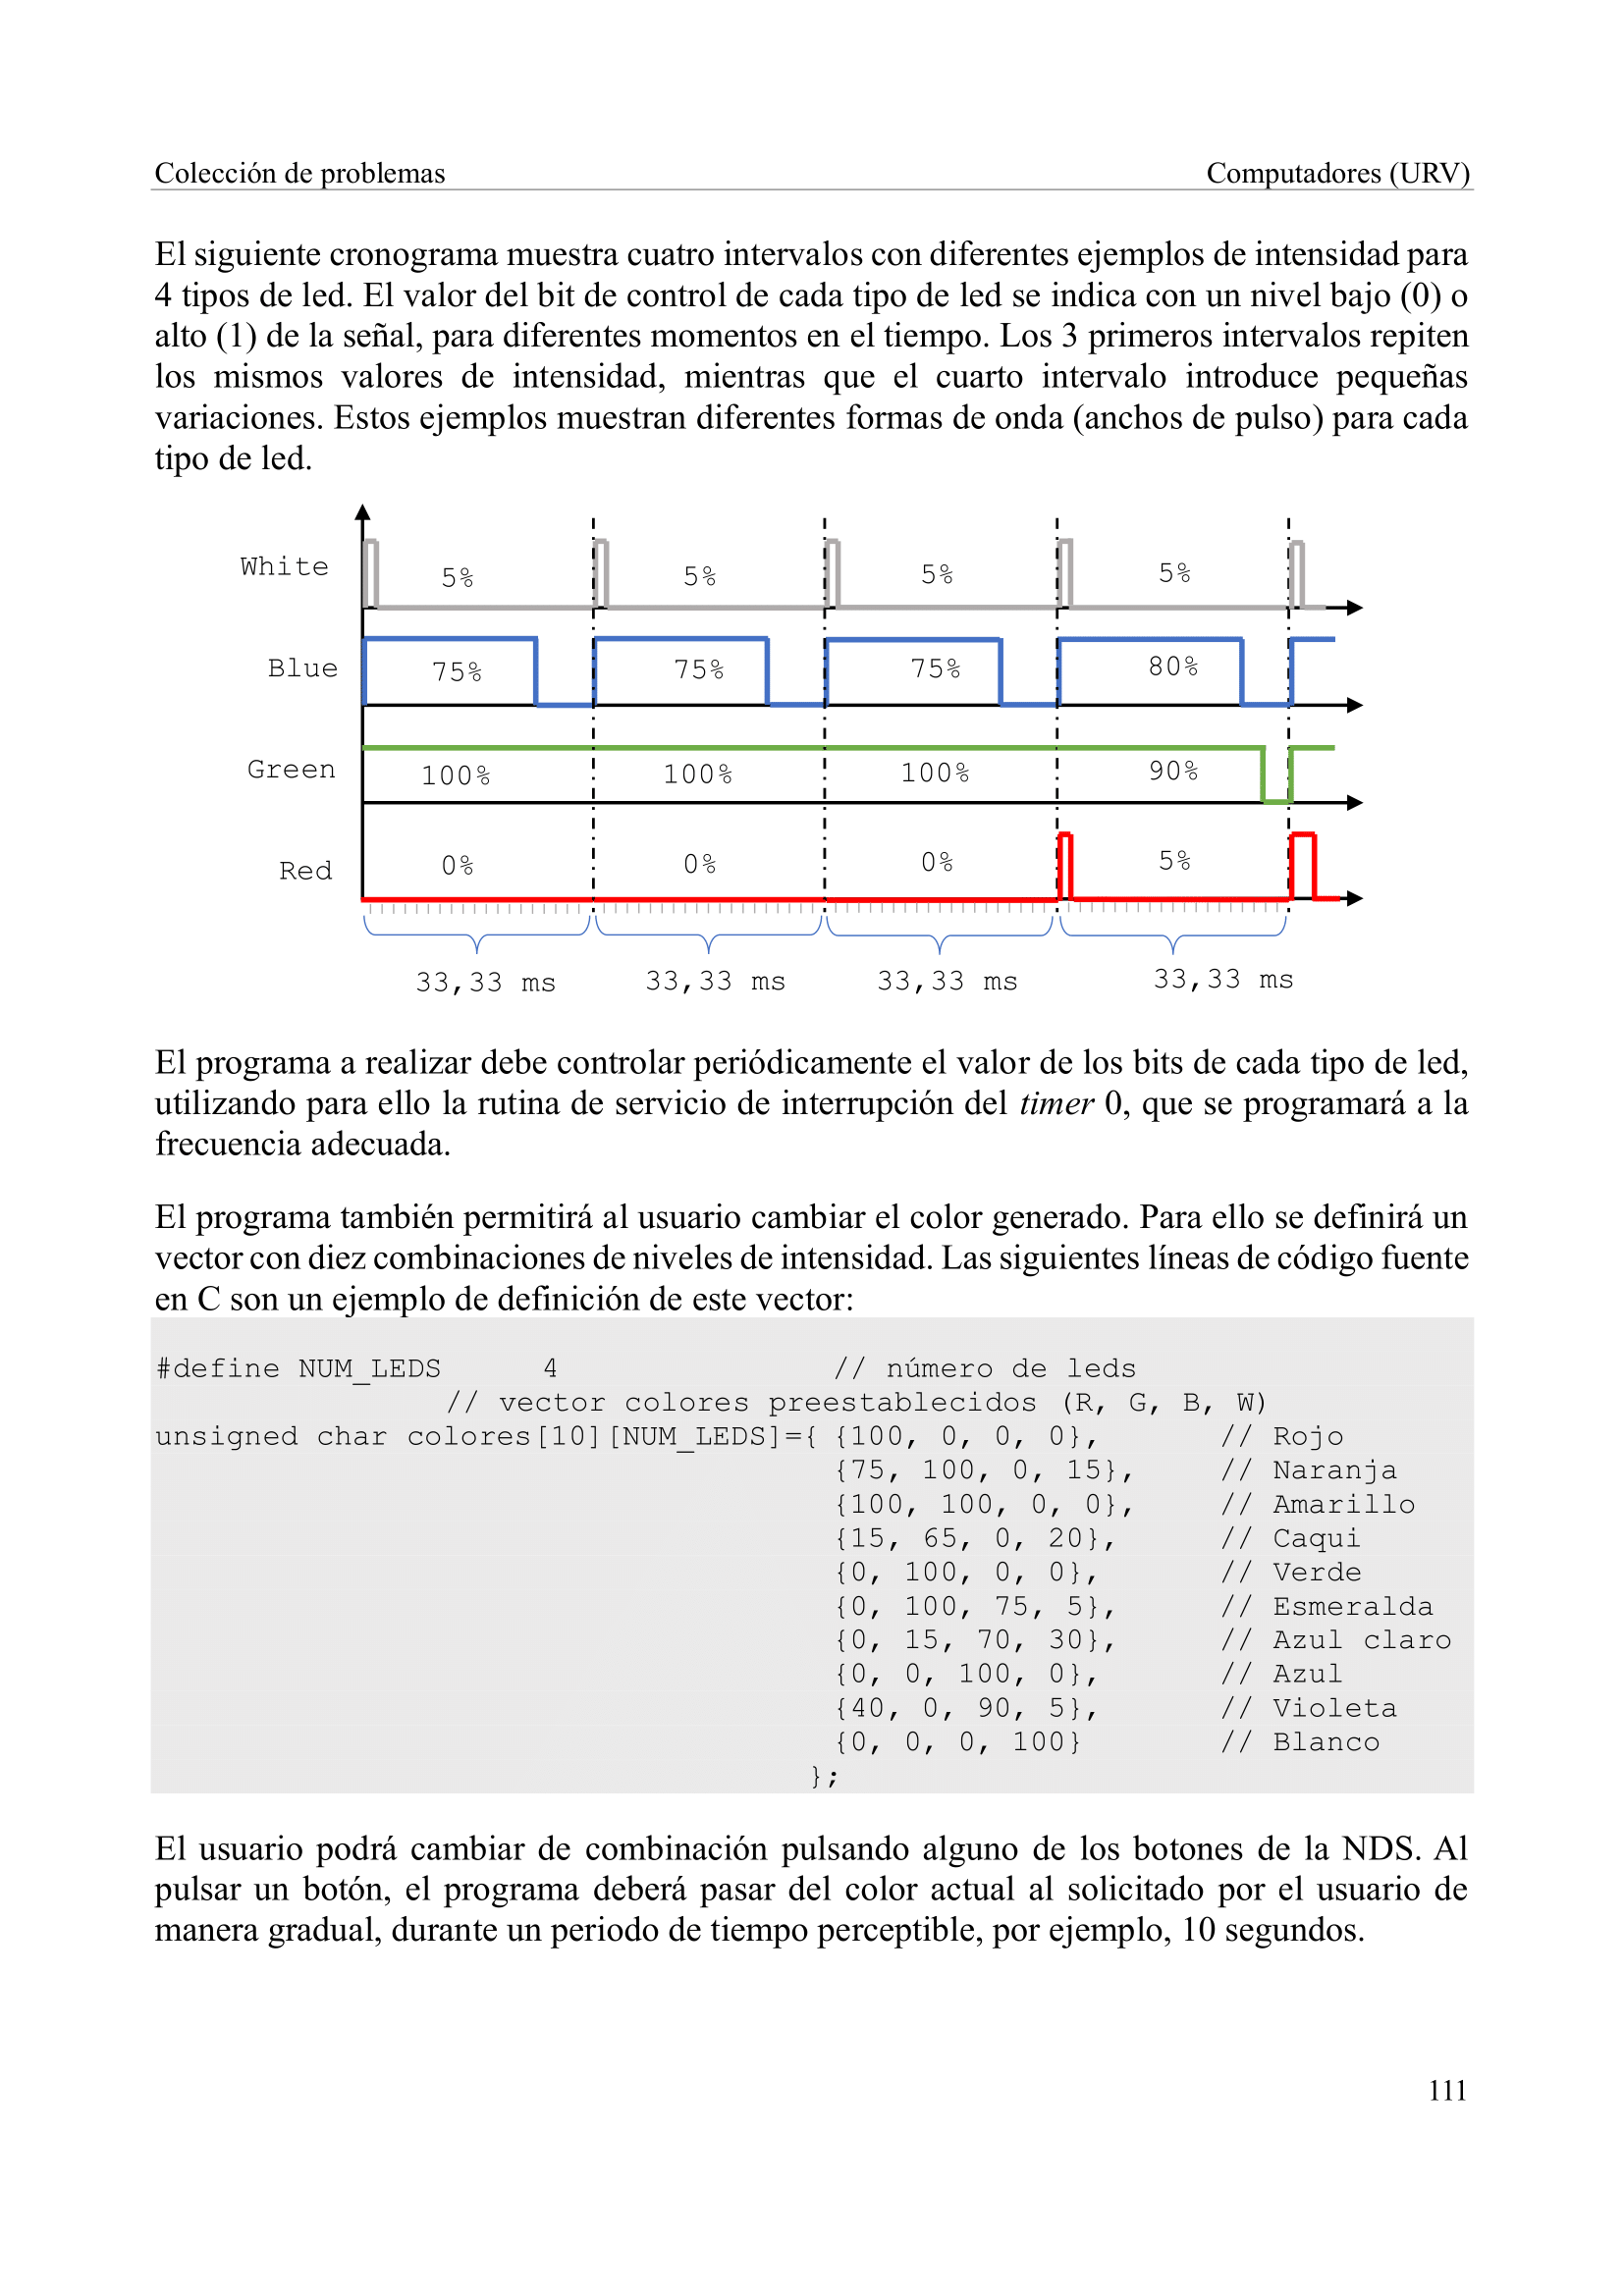 Colección de problemas Computadores (URV)
El siguiente cronograma muestra cuatro intervalos con diferentes ejemplos de intensidad para
4 tipos de led. El valor del bit de control de cada tipo de led se indica con un nivel bajo (0) o
alto (1) de la señal, para diferentes momentos en el tiempo. Los 3 primeros intervalos repiten
los mismos valores de intensidad, mientras que el cuarto intervalo introduce pequeñas
variaciones. Estos ejemplos muestran diferentes formas de onda (anchos de pulso) para cada
tipo de led.
White 5% 5% 5% 5%
Blue 75% 75% 75% 80%
Green 100% 100% 100% 90%
Red 0% 0% 0% 5%
33,33 ms 33,33 ms 33,33 ms 33,33 ms
El programa a realizar debe controlar periódicamente el valor de los bits de cada tipo de led,
utilizando para ello la rutina de servicio de interrupción del timer 0, que se programará a la
frecuencia adecuada.
El programa también permitirá al usuario cambiar el color generado. Para ello se definirá un
vector con diez combinaciones de niveles de intensidad. Las siguientes líneas de código fuente
en C son un ejemplo de definición de este vector:
#define NUM_LEDS 4 // número de leds
// vector colores preestablecidos (R, G, B, W)
unsigned char colores[10][NUM_LEDS]={ {100, 0, 0, 0}, // Rojo
{75, 100, 0, 15}, // Naranja
{100, 100, 0, 0}, // Amarillo
{15, 65, 0, 20}, // Caqui
{0, 100, 0, 0}, // Verde
{0, 100, 75, 5}, // Esmeralda
{0, 15, 70, 30}, // Azul claro
{0, 0, 100, 0}, // Azul
{40, 0, 90, 5}, // Violeta
{0, 0, 0, 100} // Blanco
};
El usuario podrá cambiar de combinación pulsando alguno de los botones de la NDS. Al
pulsar un botón, el programa deberá pasar del color actual al solicitado por el usuario de
manera gradual, durante un periodo de tiempo perceptible, por ejemplo, 10 segundos.
111